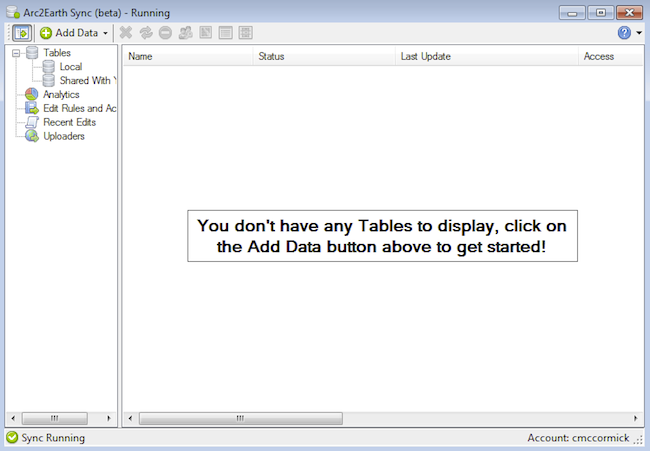 Arc2Earth Sync (beta) - Running
Add Data
Tables
Local
Shared With
Analytics
Edit Rules and Ac
Recent Edits
Uploaders
Name Status Last Update Access
You don't have any Tables to display, click on
the Add Data button above to get started!
Sync Running
Account: cmccormick